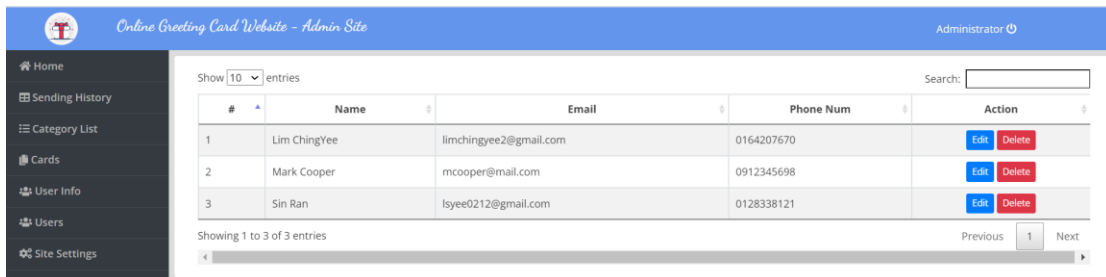 Online Greeting Card Website - Admin Site
Administrator
Home
Sending History
Category List
Cards
User Info
Users
Site Settings
Show 10 entries
Search:
# Name Email Phone Num Action
1 Lim ChingYee limchingyee2@gmail.com 0164207670 Edit Delete
2 Mark Cooper mcooper@mail.com 0912345698 Edit Delete
3 Sin Ran lsyee0212@gmail.com 0128338121 Edit Delete
Showing 1 to 3 of 3 entries
Previous 1 Next